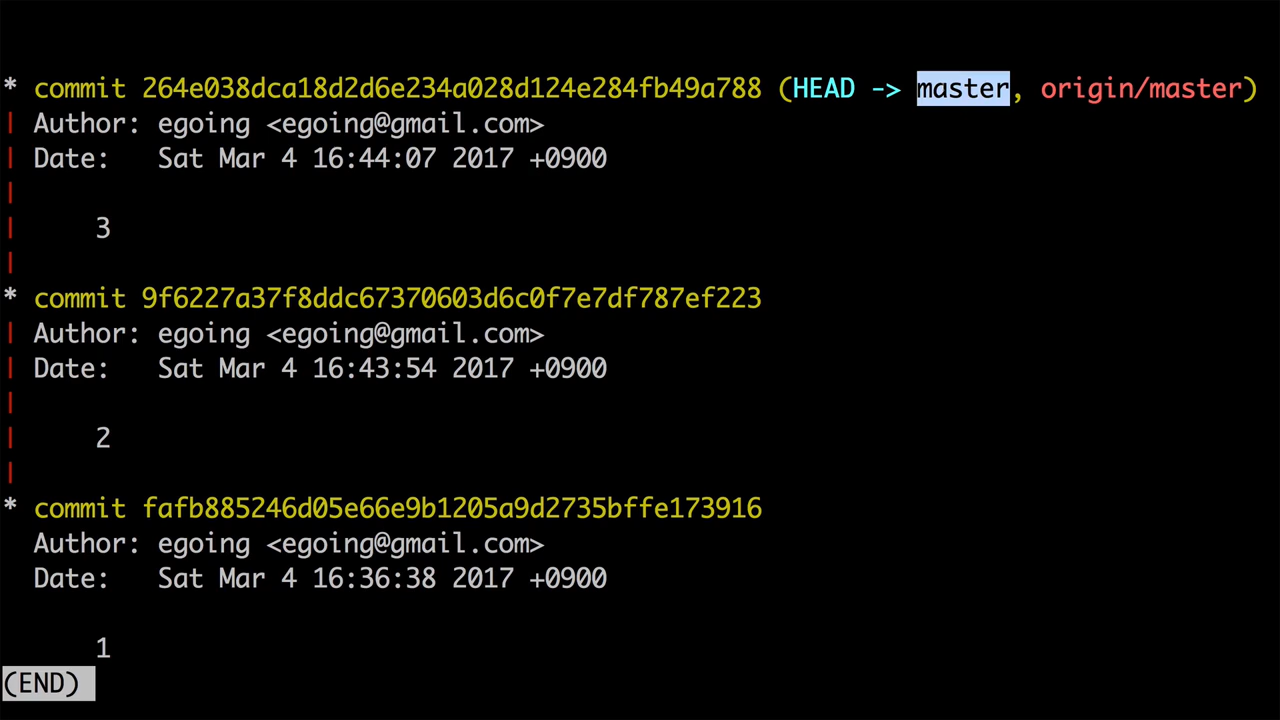 * commit 264e038dca18d2d6e234a028d124e284fb49a788 (HEAD -> master, origin/master)
| Author: egoing <egoing@gmail.com>
| Date:   Sat Mar 4 16:44:07 2017 +0900
|
|     3
|
* commit 9f6227a37f8ddc67370603d6c0f7e7df787ef223
| Author: egoing <egoing@gmail.com>
| Date:   Sat Mar 4 16:43:54 2017 +0900
|
|     2
|
* commit fafb885246d05e66e9b1205a9d2735bffe173916
  Author: egoing <egoing@gmail.com>
  Date:   Sat Mar 4 16:36:38 2017 +0900
      1
(END)